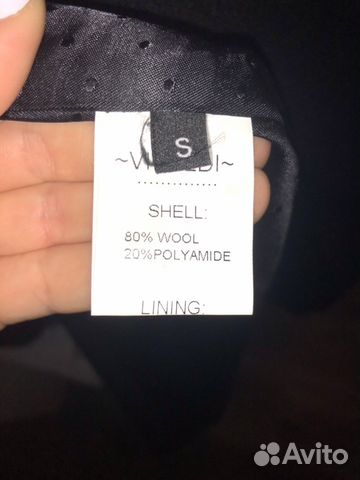 S
SHELL:
80% WOOL
20%POLYAMIDE
LINING:
Avito